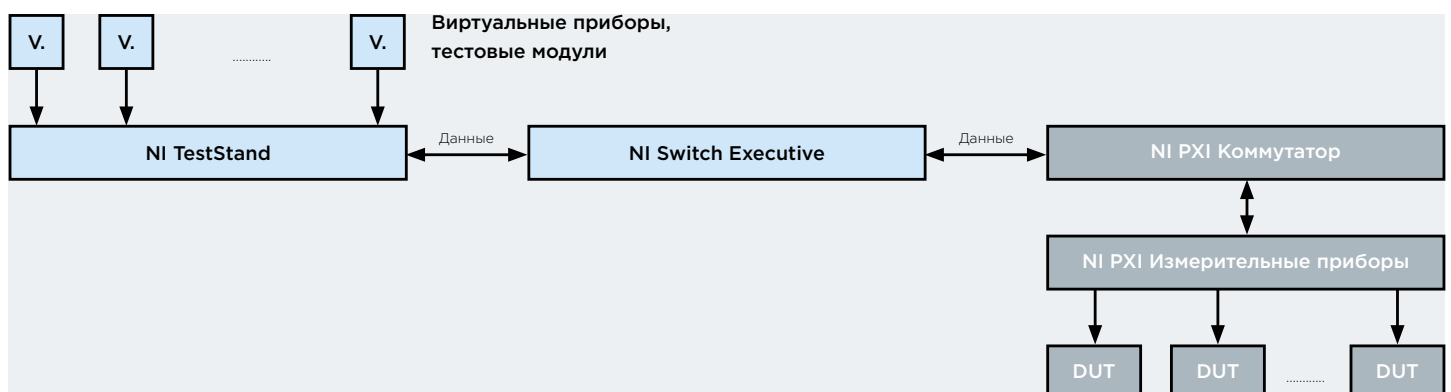 V.
V.
............
V.
Виртуальные приборы,
тестовые модули
NI TestStand
Данные
NI Switch Executive
Данные
NI PXI Коммутатор
NI PXI Измерительные приборы
DUT
DUT
............
DUT